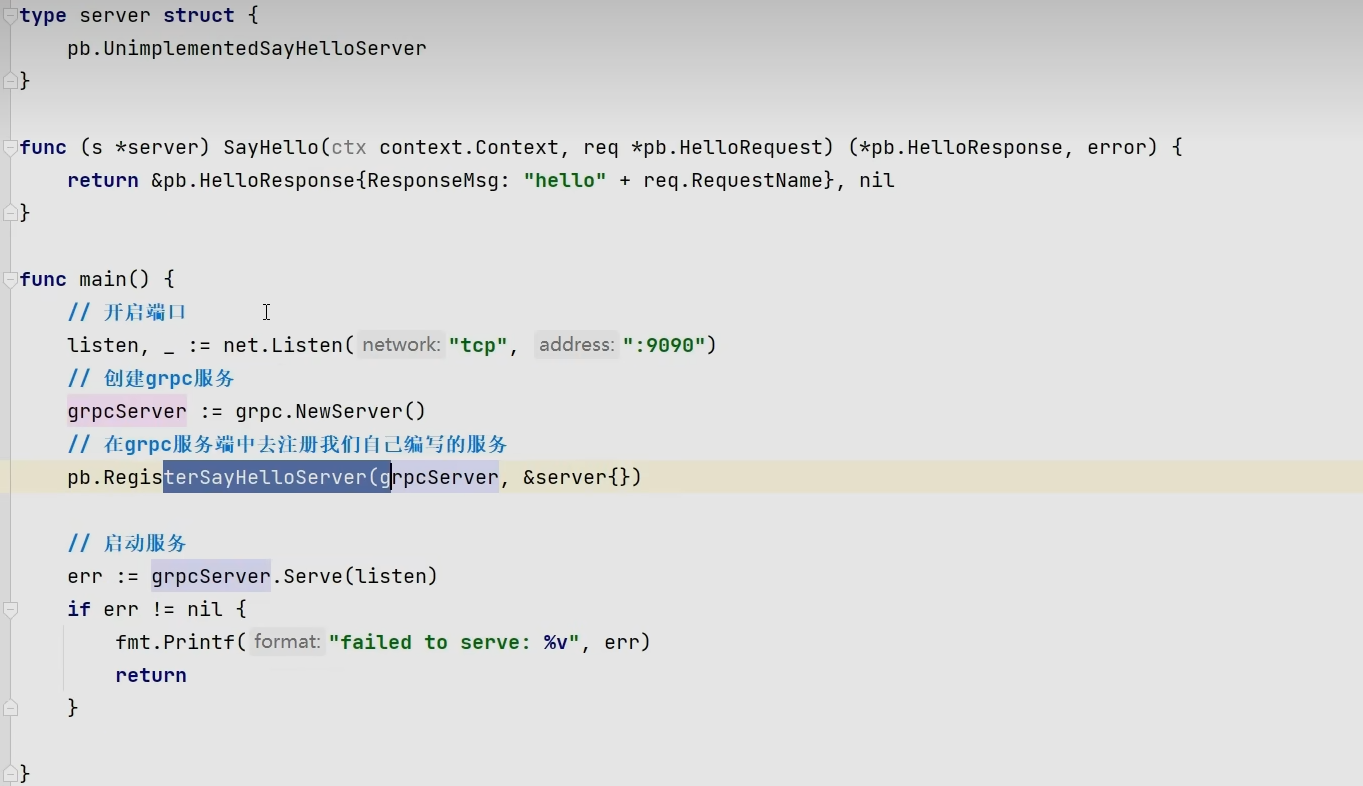 type server struct {
pb.UnimplementedSayHelloServer
}
func (s *server) SayHello(ctx context.Context, req *pb.HelloRequest) (*pb.HelloResponse, error) {
return &pb.HelloResponse{ResponseMsg: "hello" + req.RequestName}, nil
}
func main() {
// 开启端口
listen, _ := net.Listen( network: "tcp", address: ":9090")
// 创建grpc服务
grpcServer := grpc.NewServer()
// 在grpc服务端中去注册我们自己编写的服务
pb.RegisterSayHelloServer(grpcServer, &server{})
// 启动服务
err := grpcServer.Serve(listen)
if err != nil {
fmt.Printf( format: "failed to serve: %v", err)
return
}
}